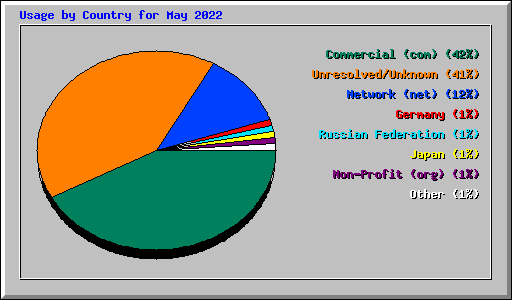 Usage by Country for May 2022
Commercial (com) (42%)
Unresolved/Unknown (41%)
Network (net) (12%)
Germany (1%)
Russian Federation (1%)
Japan (1%)
Non-Profit (org) (1%)
Other (1%)